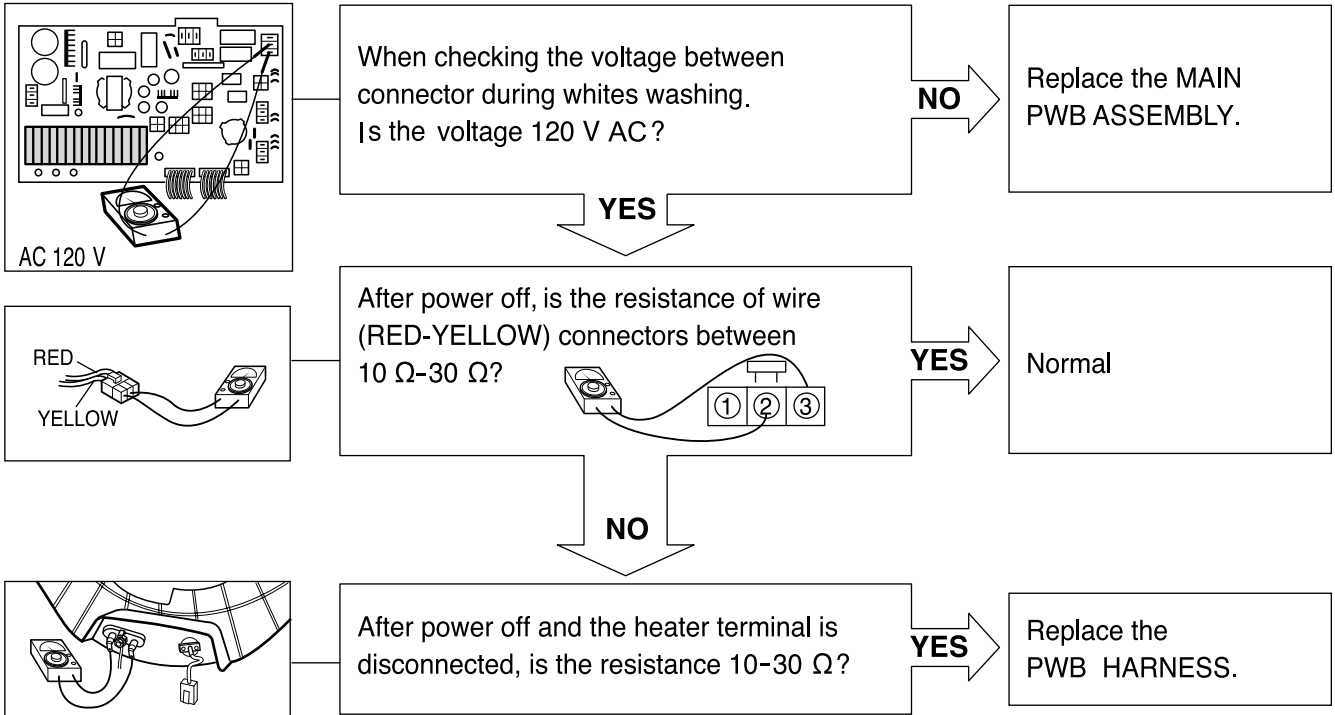 When checking the voltage between
connector during whites washing.
Is the voltage 120 V AC?
NO
Replace the MAIN
PWB ASSEMBLY.
AC 120 V
YES
After power off, is the resistance of wire
(RED-YELLOW) connectors between
10 Ω-30 Ω?
RED
YELLOW
① ② ③
YES
Normal
NO
After power off and the heater terminal is
disconnected, is the resistance 10-30 Ω?
YES
Replace the
PWB HARNESS.